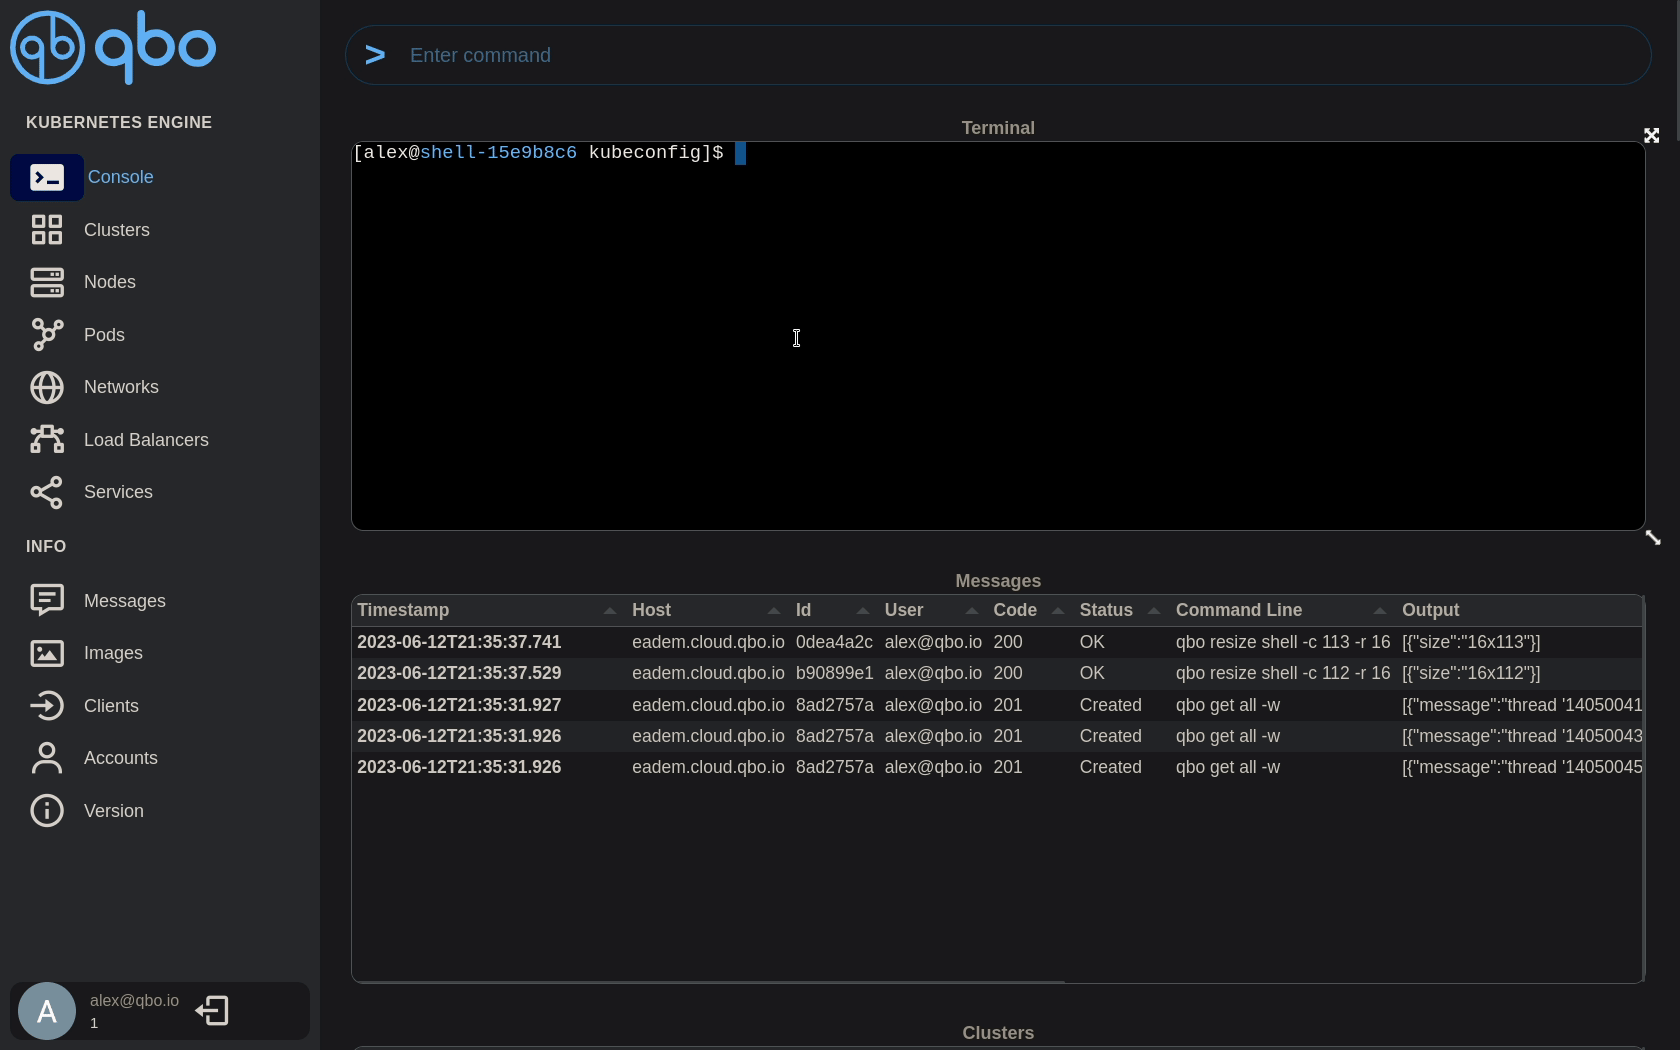 qb qbo
KUBERNETES ENGINE
Console
Clusters
Nodes
Pods
Networks
Load Balancers
Services
INFO
Messages
Images
Clients
Accounts
Version
A
alex@qbo.io
1
> Enter command
Terminal
[alex@shell-15e9b8c6 kubeconfig]$
Messages
Timestamp Host Id User Code Status Command Line Output
2023-06-12T21:35:37.741 eadem.cloud.qbo.io 0dea4a2c alex@qbo.io 200 OK qbo resize shell -c 113 -r 16 [{"size":"16x113"}]
2023-06-12T21:35:37.529 eadem.cloud.qbo.io b90899e1 alex@qbo.io 200 OK qbo resize shell -c 112 -r 16 [{"size":"16x112"}]
2023-06-12T21:35:31.927 eadem.cloud.qbo.io 8ad2757a alex@qbo.io 201 Created qbo get all -w [{"message":"thread '14050041
2023-06-12T21:35:31.926 eadem.cloud.qbo.io 8ad2757a alex@qbo.io 201 Created qbo get all -w [{"message":"thread '14050043
2023-06-12T21:35:31.926 eadem.cloud.qbo.io 8ad2757a alex@qbo.io 201 Created qbo get all -w [{"message":"thread '14050045
Clusters